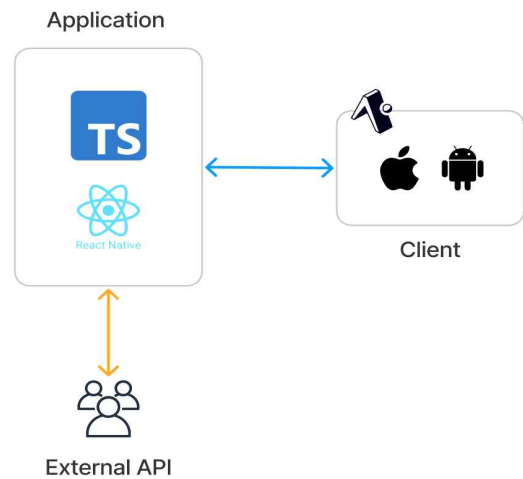 Application
TS
React Native
Client
External API